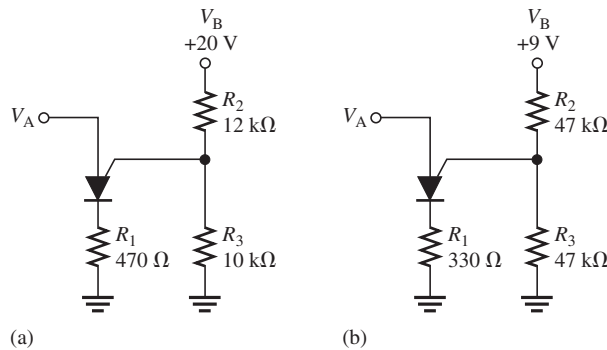 V_B
+20 V
R_2
12 kΩ
V_A
R_1
470 Ω
R_3
10 kΩ
(a)
V_B
+9 V
R_2
47 kΩ
V_A
R_1
330 Ω
R_3
47 kΩ
(b)